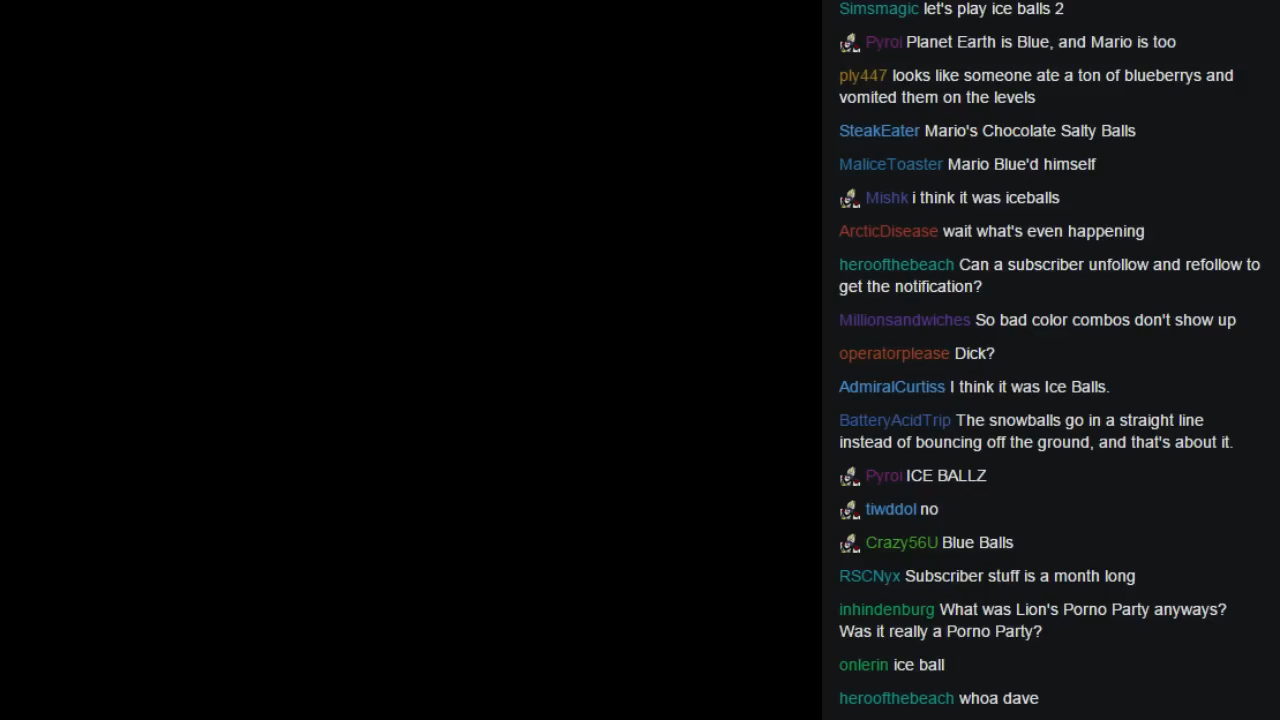 Simsmagic let's play ice balls 2
Pyroi Planet Earth is Blue, and Mario is too
ply447 looks like someone ate a ton of blueberrys and
vomited them on the levels
SteakEater Mario's Chocolate Salty Balls
MaliceToaster Mario Blue'd himself
Mishk i think it was iceballs
ArcticDisease wait what's even happening
heroofthebeach Can a subscriber unfollow and refollow to
get the notification?
Millionsandwiches So bad color combos don't show up
operatorplease Dick?
AdmiralCurtiss I think it was Ice Balls.
BatteryAcidTrip The snowballs go in a straight line
instead of bouncing off the ground, and that's about it.
Pyroi ICE BALLZ
tiwddol no
Crazy56U Blue Balls
RSCNyx Subscriber stuff is a month long
inhindenburg What was Lion's Porno Party anyways?
Was it really a Porno Party?
onlerin ice ball
heroofthebeach whoa dave